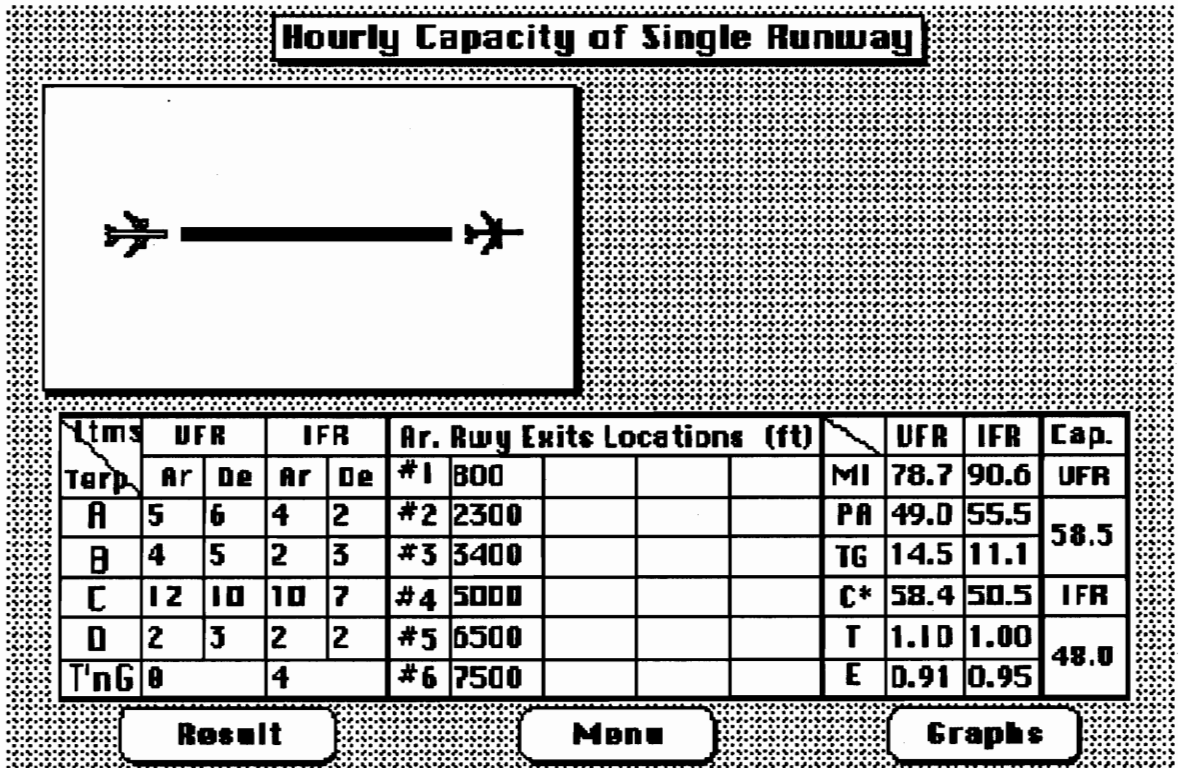 Hourly Capacity of Single Runway
Itms VFR IFR Ar. Rwy Exits Locations (ft) VFR IFR Cap.
Ar De Ar De #1 800 MI 78.7 90.6 VFR
A 5 6 4 2 #2 2300 PA 49.0 55.5 58.5
B 4 5 2 3 #3 3400 TG 14.5 11.1
C 12 10 10 7 #4 5000 C* 58.4 50.5 IFR
D 2 3 2 2 #5 6500 T 1.10 1.00 48.0
T'nG 8 4 #6 7500 E 0.91 0.95
Result Menu Graphs